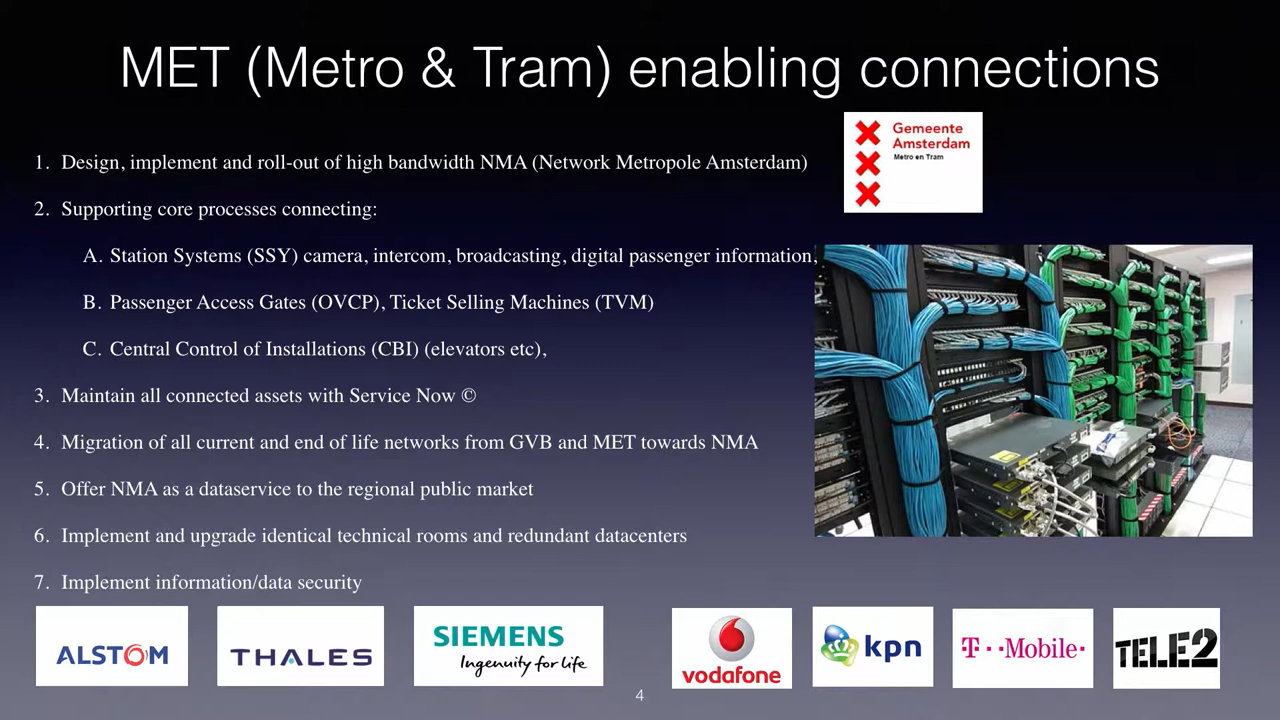 MET (Metro & Tram) enabling connections
Gemeente
Amsterdam
Metro en Tram
1. Design, implement and roll-out of high bandwidth NMA (Network Metropole Amsterdam)
2. Supporting core processes connecting:
A. Station Systems (SSY) camera, intercom, broadcasting, digital passenger information,
B. Passenger Access Gates (OVCP), Ticket Selling Machines (TVM)
C. Central Control of Installations (CBI) (elevators etc),
3. Maintain all connected assets with Service Now ©
4. Migration of all current and end of life networks from GVB and MET towards NMA
5. Offer NMA as a dataservice to the regional public market
6. Implement and upgrade identical technical rooms and redundant datacenters
7. Implement information/data security
ALSTOM
THALES
SIEMENS
Ingenuity for life
vodafone
kpn
T··Mobile·
TELE2
4